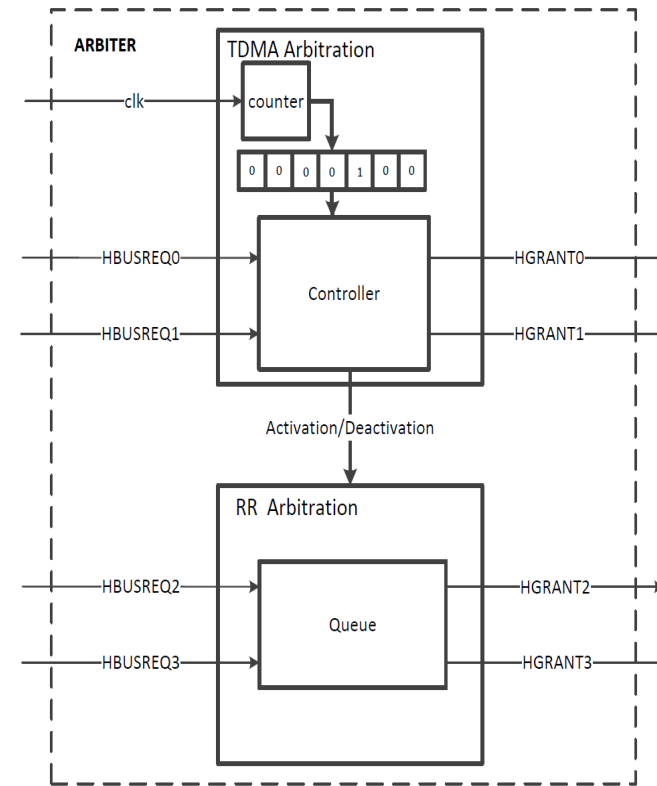 ARBITER
TDMA Arbitration
clk
counter
0 0 0 0 1 0 0
HBUSREQ0
HGRANT0
Controller
HBUSREQ1
HGRANT1
Activation/Deactivation
RR Arbitration
HBUSREQ2
HGRANT2
Queue
HBUSREQ3
HGRANT3